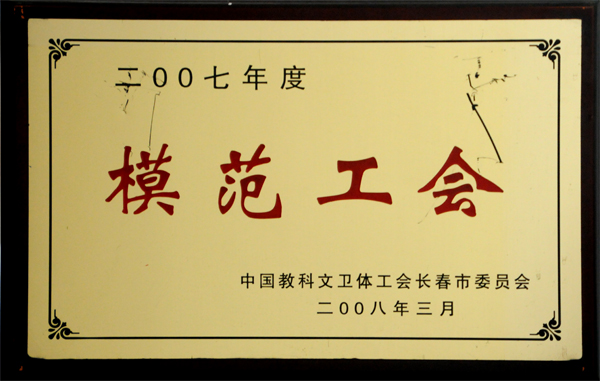 二00七年度
模范工会
中国教科文卫体工会长春市委员会
二00八年三月